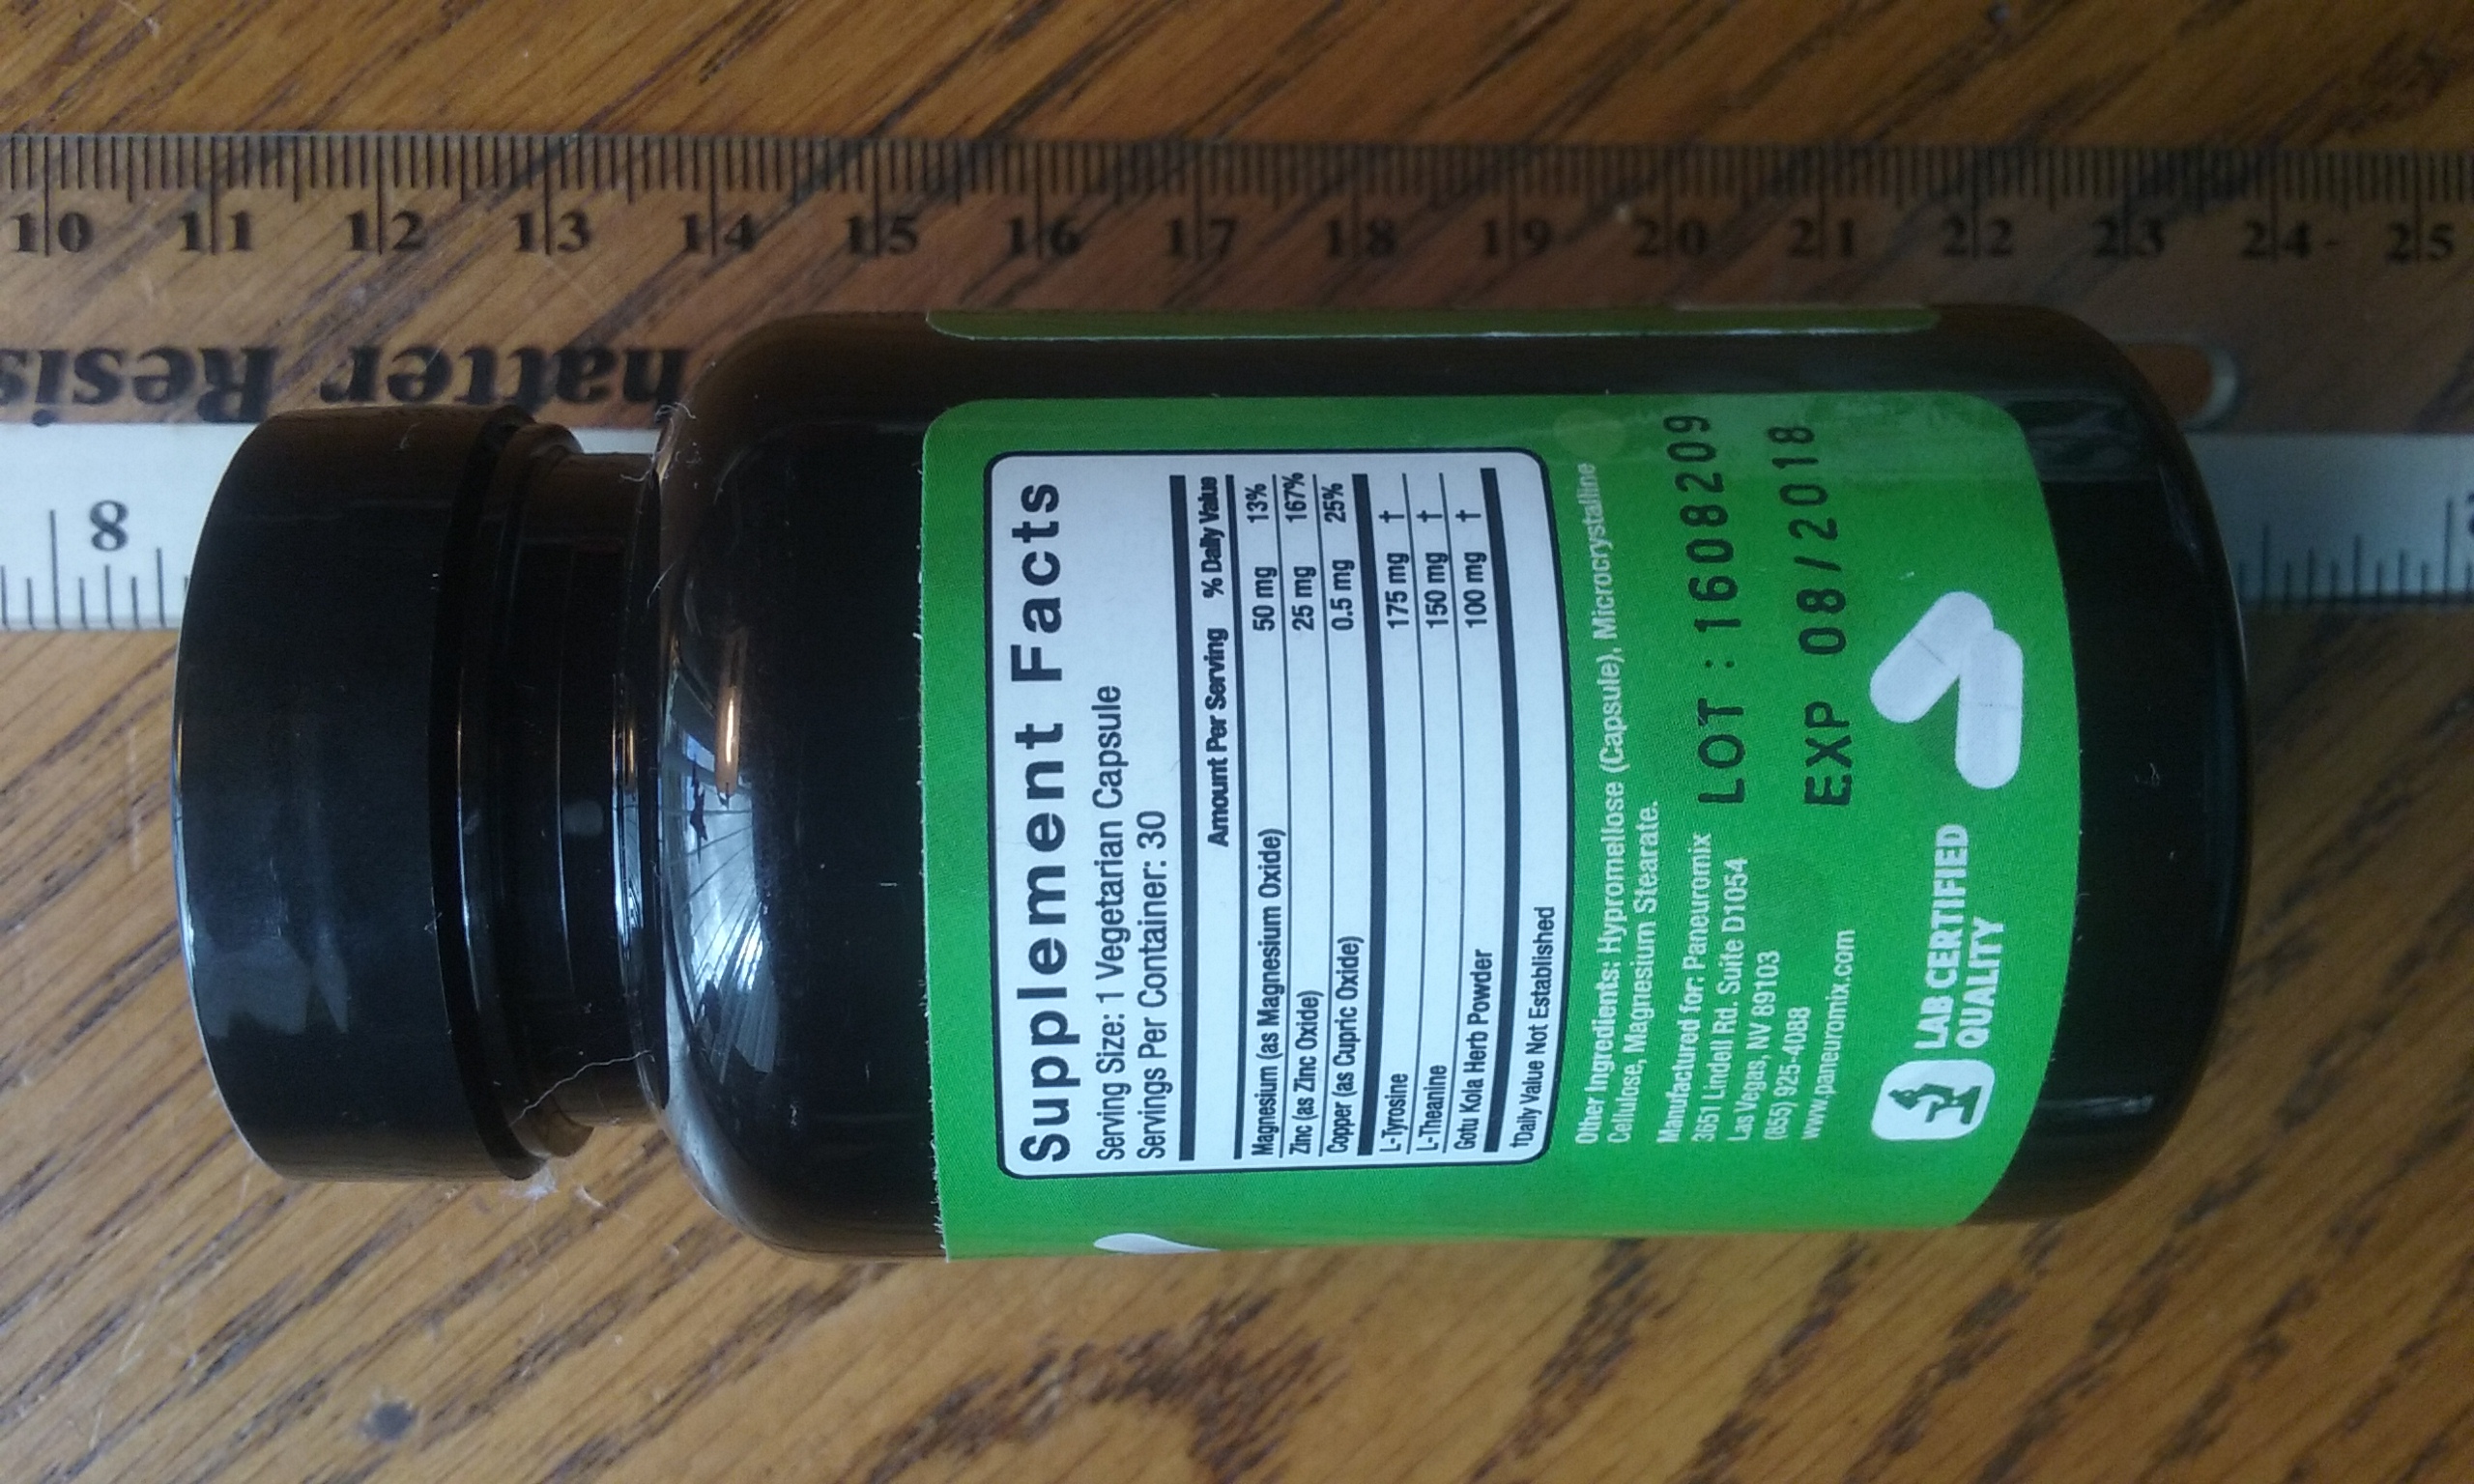 10 11 12 13 14 15 16 17 18 19 20 21 22 23 24 25
hatter Resis
8
Supplement Facts
Serving Size: 1 Vegetarian Capsule
Servings Per Container: 30
Amount Per Serving % Daily Value
Magnesium (as Magnesium Oxide) 50 mg 13%
Zinc (as Zinc Oxide) 25 mg 167%
Copper (as Cupric Oxide) 0.5 mg 25%
L-Tyrosine 175 mg †
L-Theanine 150 mg †
Gotu Kola Herb Powder 100 mg †
†Daily Value Not Established
Other Ingredients: Hypromellose (Capsule), Microcrystalline
Cellulose, Magnesium Stearate.
Manufactured for: Paneuromix
3651 Lindell Rd. Suite D1054
Las Vegas, NV 89103
(855) 925-4088
www.paneuromix.com
LOT:1608209
EXP 08/2018
LAB CERTIFIED
QUALITY